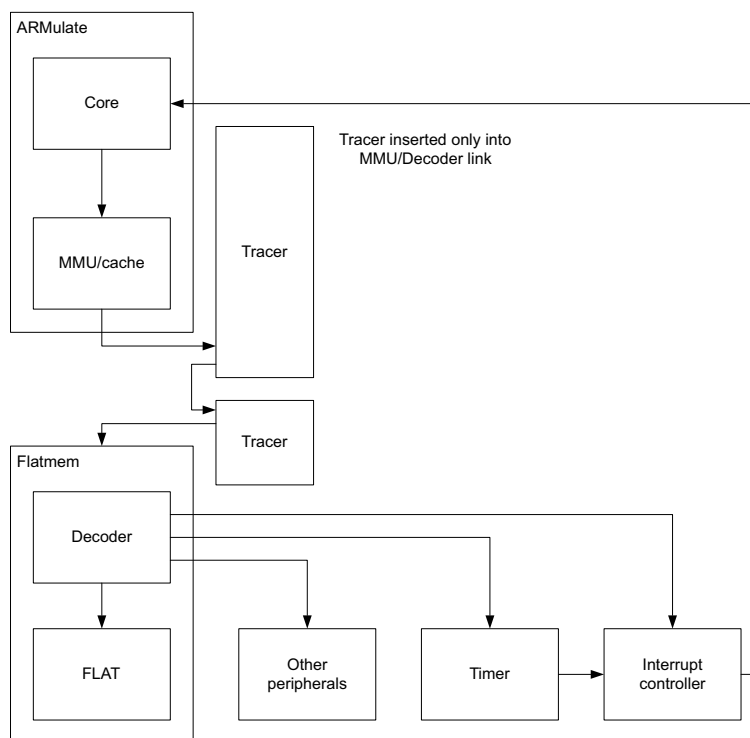 ARMulate
Core
Tracer inserted only into
MMU/Decoder link
Tracer
MMU/cache
Tracer
Flatmem
Decoder
FLAT
Other
peripherals
Timer
Interrupt
controller